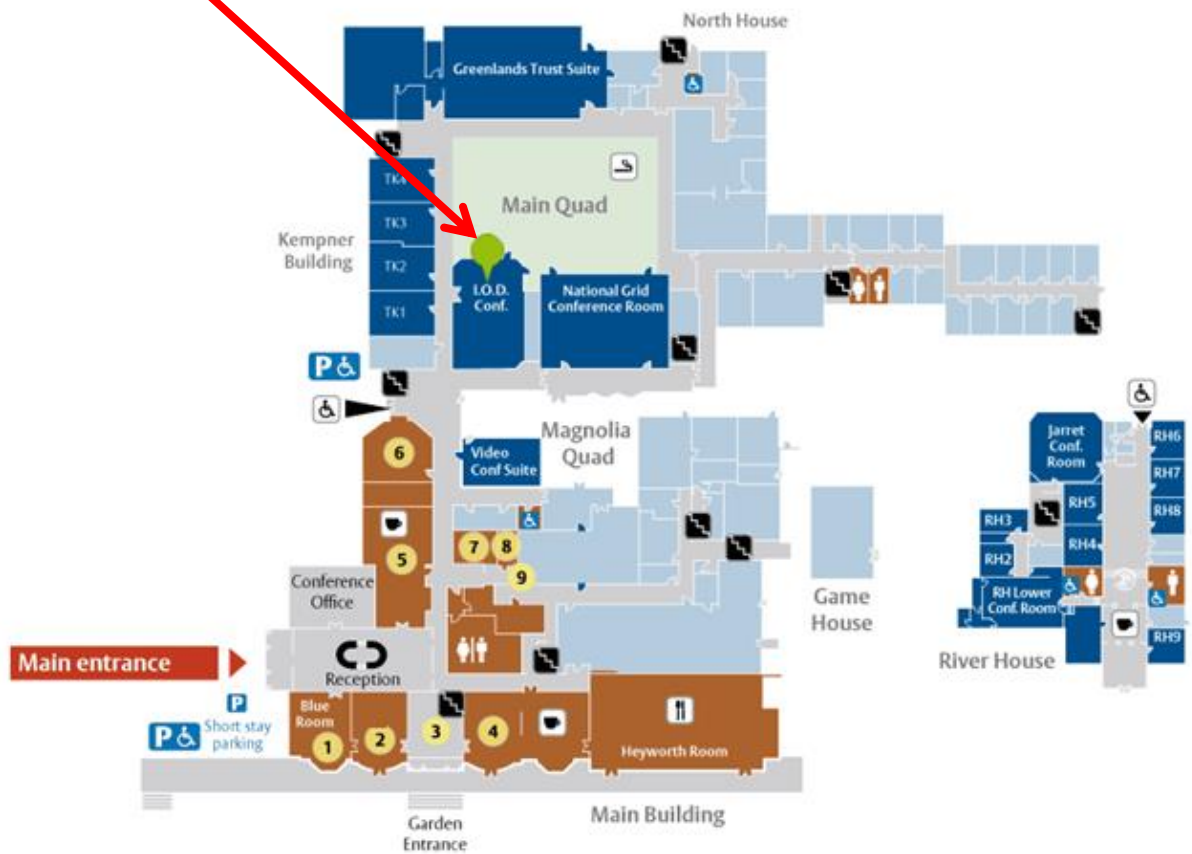 North House
Greenlands Trust Suite
TK4
Main Quad
TK3
Kempner
Building
TK2
I.O.D.
Conf.
National Grid
Conference Room
TK1
P
6
Video
Conf Suite
Magnolia
Quad
Jarret
Conf.
Room
RH6
RH7
RH5
RH8
RH3
RH4
RH2
RH Lower
Conf. Room
RH9
River House
5
7
8
9
Conference
Office
Game
House
Main entrance
Reception
P
Short stay
parking
P
Blue
Room
1
2
3
4
Heyworth Room
Main Building
Garden
Entrance